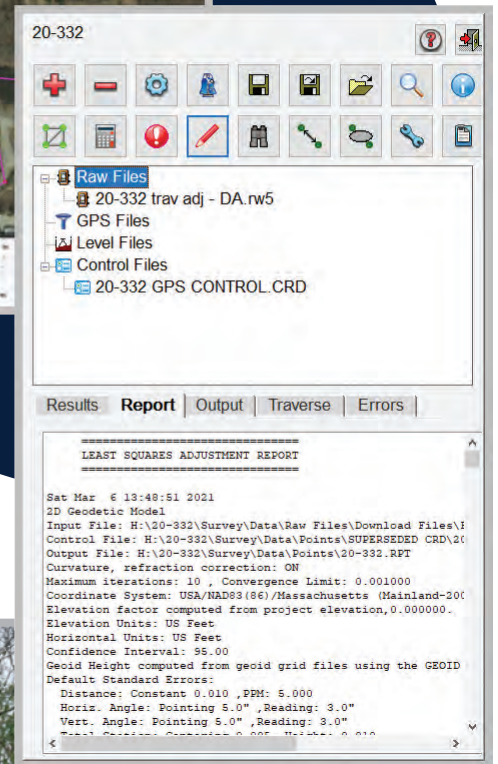 20-332
Raw Files
20-332 trav adj - DA.rw5
GPS Files
Level Files
Control Files
20-332 GPS CONTROL.CRD
Results Report Output Traverse Errors
==============================
LEAST SQUARES ADJUSTMENT REPORT
==============================
Sat Mar 6 13:48:51 2021
2D Geodetic Model
Input File: H:\20-332\Survey\Data\Raw Files\Download Files\
Control File: H:\20-332\Survey\Data\Points\SUPERSEDED CRD\20
Output File: H:\20-332\Survey\Data\Points\20-332.RPT
Curvature, refraction correction: ON
Maximum iterations: 10 , Convergence Limit: 0.001000
Coordinate System: USA/NAD83(86)/Massachusetts (Mainland-200
Elevation factor computed from project elevation,0.000000.
Elevation Units: US Feet
Horizontal Units: US Feet
Confidence Interval: 95.00
Geoid Height computed from geoid grid files using the GEOID
Default Standard Errors:
Distance: Constant 0.010 ,PPM: 5.000
Horiz. Angle: Pointing 5.0" ,Reading: 3.0"
Vert. Angle: Pointing 5.0" ,Reading: 3.0"